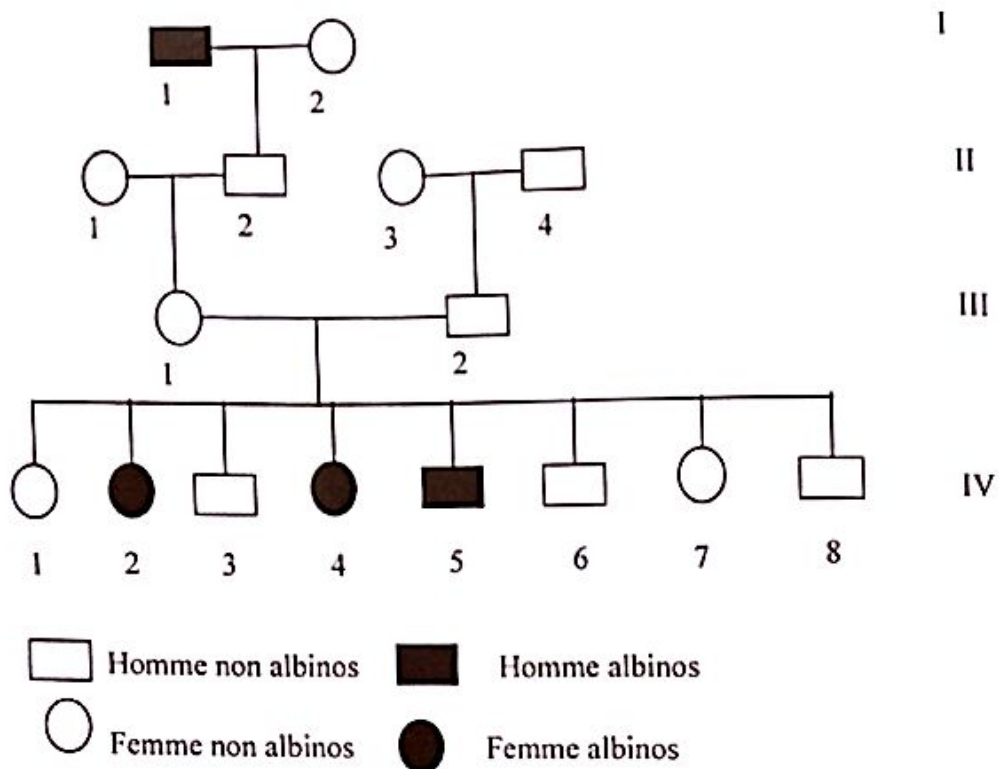 I
1 2
II
1 2 3 4
III
1 2
IV
1 2 3 4 5 6 7 8
Homme non albinos Homme albinos
Femme non albinos Femme albinos